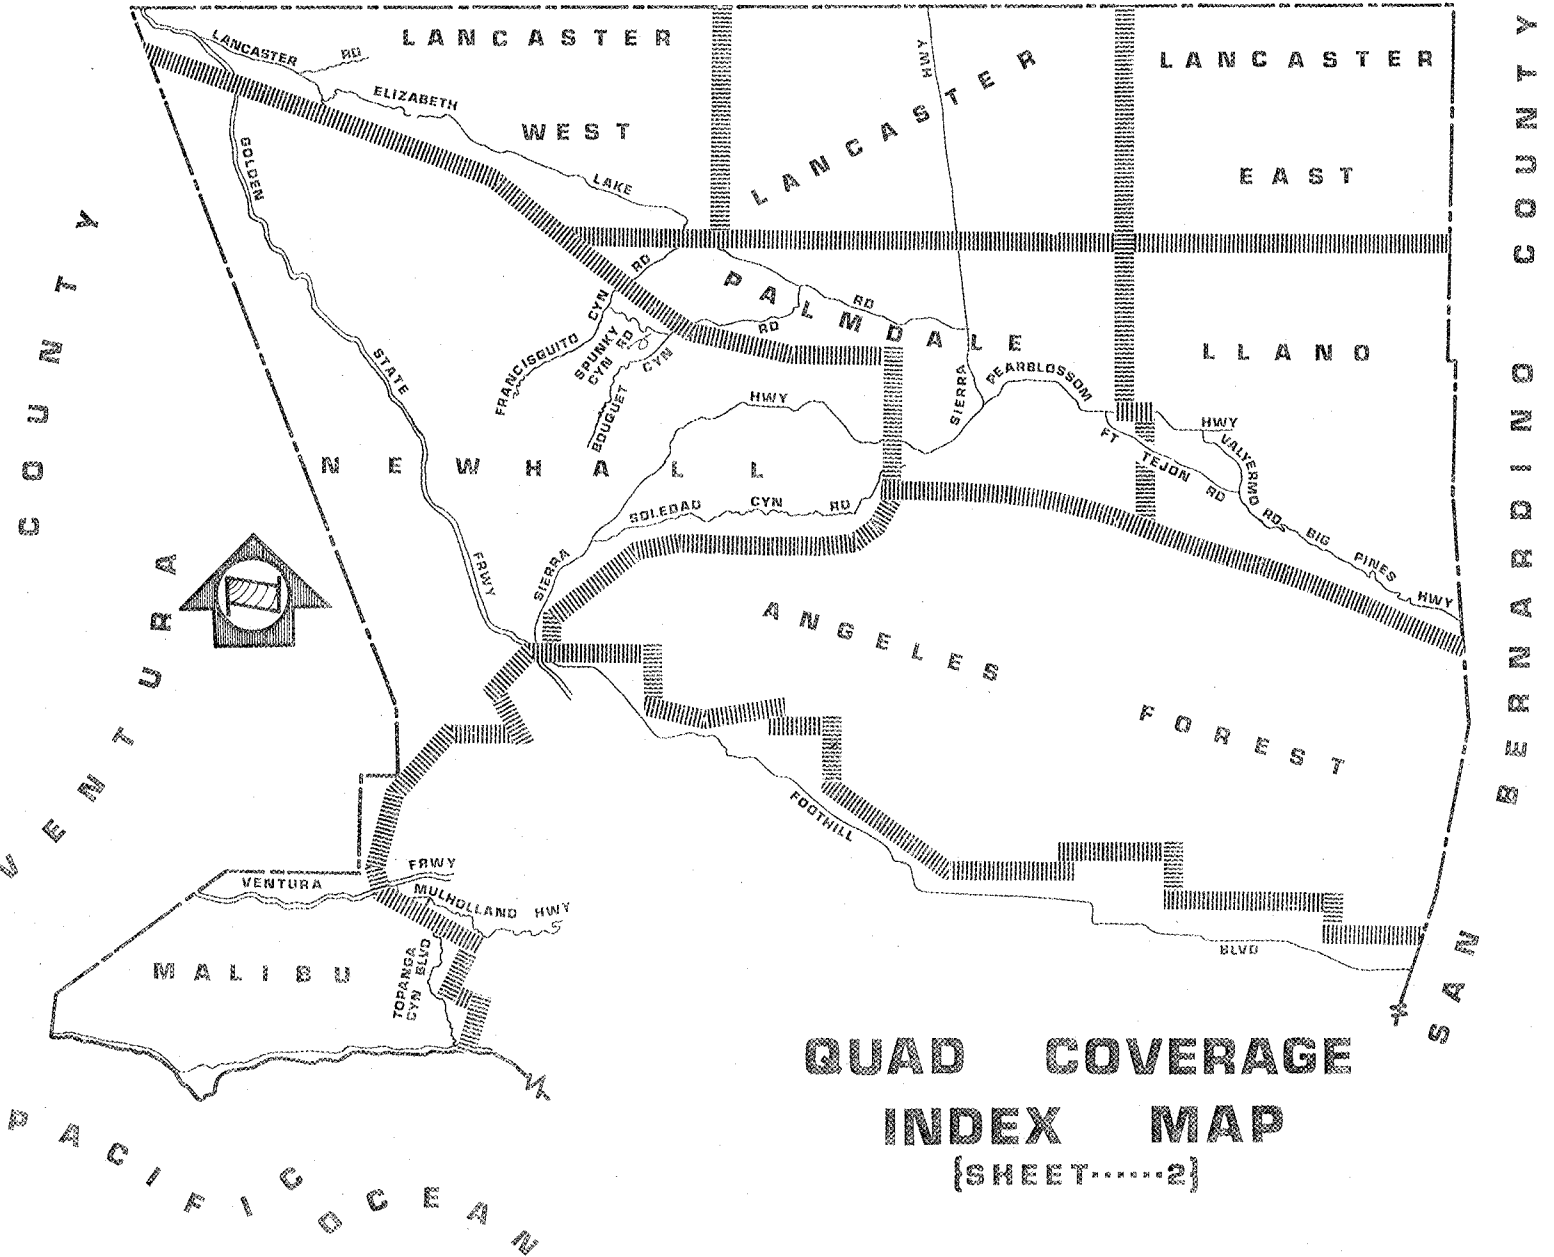 LANCASTER
WEST
LANCASTER
LANCASTER
EAST
LANCASTER RD
ELIZABETH
LAKE
RD
GOLDEN
STATE
FRWY
HWY
SIERRA
PALMDALE
RD
RD
FRANCISGUITO CYN
SPUNKY
CYN RD
BOUQUET
CYN
LLANO
PEARBLOSSOM
HWY
FT
TEJON RD
VALYERMO
RD
BIG PINES
HWY
NEWHALL
HWY
SIERRA
SOLEDAD CYN RD
ANGELES
FOREST
FOOTHILL
BLVD
VENTURA FRWY
MULHOLLAND HWY
TOPANGA
CYN BLVD
MALIBU
VENTURA
COUNTY
SAN
BERNARDINO
COUNTY
PACIFIC
OCEAN
QUAD COVERAGE
INDEX MAP
{SHEET------2}